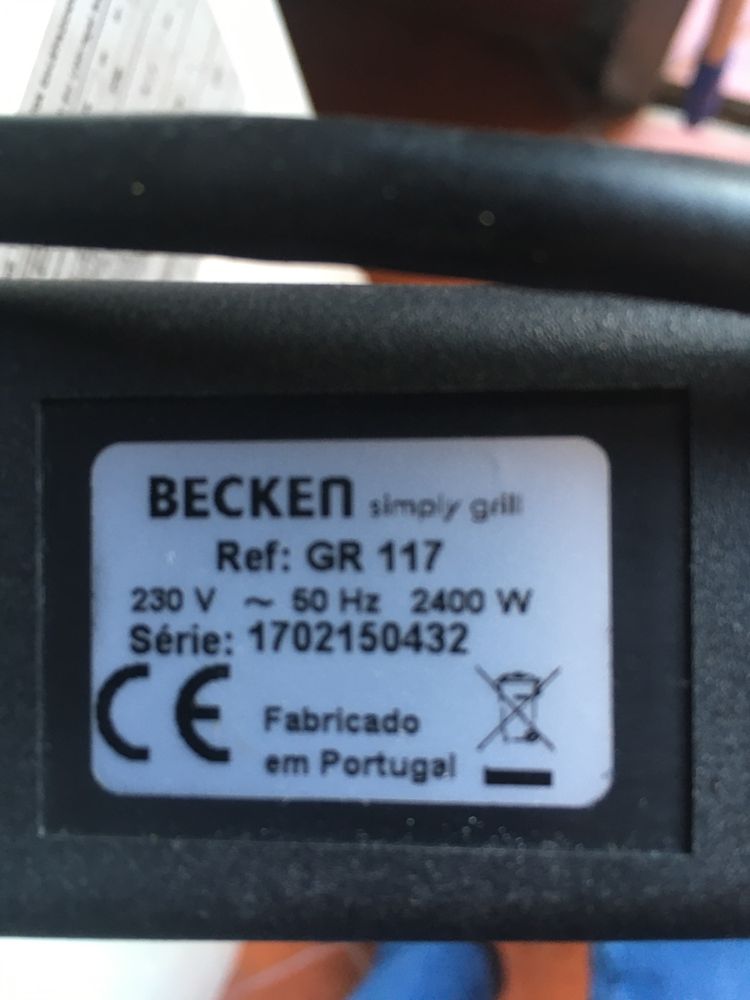 BECKEN simply grill
Ref: GR 117
230 V ~ 50 Hz 2400 W
Série: 1702150432
CE
Fabricado
em Portugal